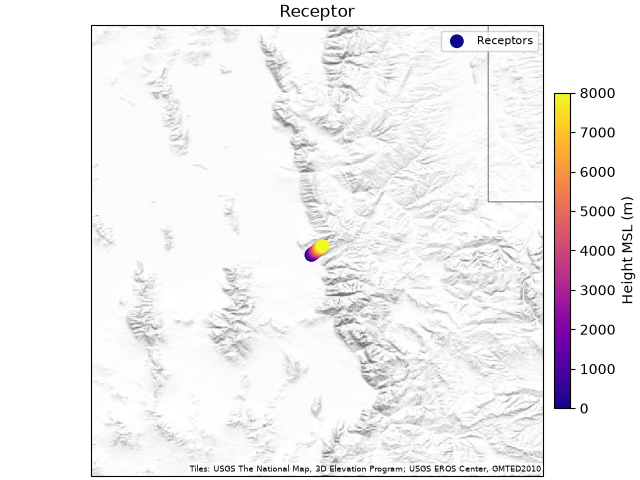 Receptor
Receptors
8000
7000
6000
5000
4000
3000
2000
1000
0
Height MSL (m)
Tiles: USGS The National Map, 3D Elevation Program; USGS EROS Center, GMTED2010